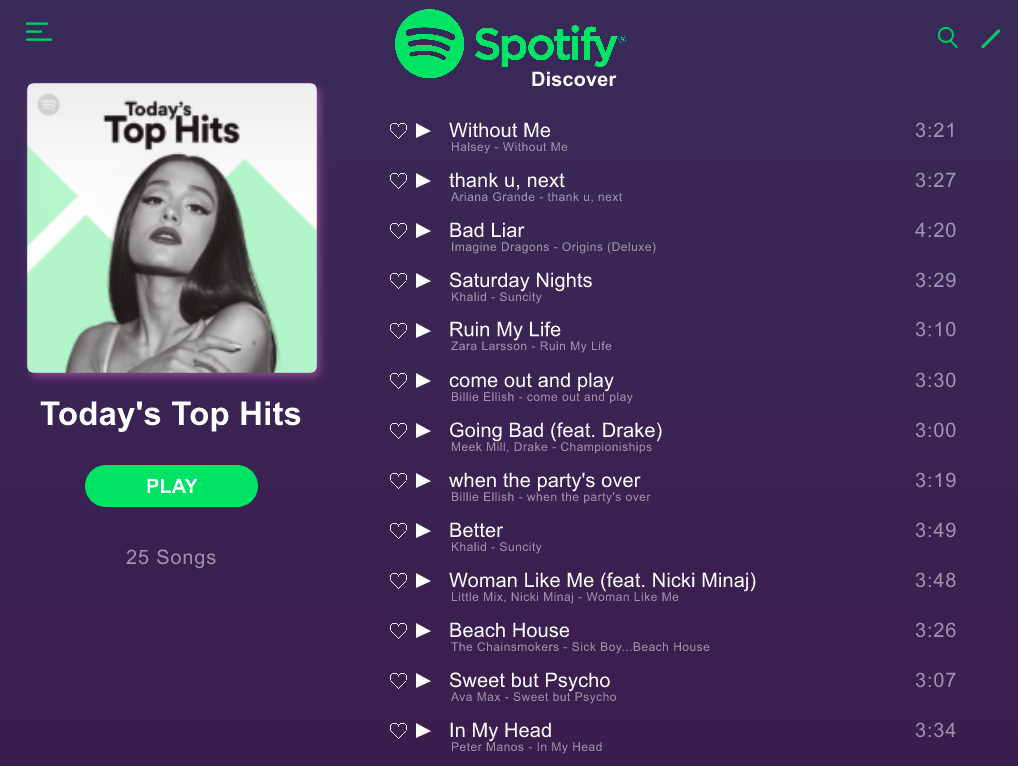 Spotify®
Discover
Today's
Top Hits
Today's Top Hits
PLAY
25 Songs
Without Me
3:21
Halsey - Without Me
thank u, next
3:27
Ariana Grande - thank u, next
Bad Liar
4:20
Imagine Dragons - Origins (Deluxe)
Saturday Nights
3:29
Khalid - Suncity
Ruin My Life
3:10
Zara Larsson - Ruin My Life
come out and play
3:30
Billie EIlish - come out and play
Going Bad (feat. Drake)
3:00
Meek Mill, Drake - Championiships
when the party's over
3:19
Billie EIlish - when the party's over
Better
3:49
Khalid - Suncity
Woman Like Me (feat. Nicki Minaj)
3:48
Little Mix, Nicki Minaj - Woman Like Me
Beach House
3:26
The Chainsmokers - Sick Boy...Beach House
Sweet but Psycho
3:07
Ava Max - Sweet but Psycho
In My Head
3:34
Peter Manos - In My Head